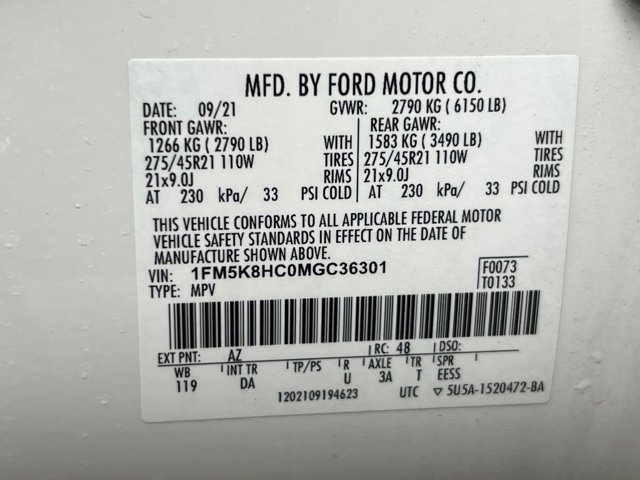 MFD. BY FORD MOTOR CO.
DATE: 09/21 GVWR: 2790 KG ( 6150 LB)
FRONT GAWR: REAR GAWR:
1266 KG ( 2790 LB) WITH 1583 KG ( 3490 LB) WITH
275/45R21 110W TIRES 275/45R21 110W TIRES
21x9.0J RIMS 21x9.0J RIMS
AT 230 kPa/ 33 PSI COLD AT 230 kPa/ 33 PSI COLD
THIS VEHICLE CONFORMS TO ALL APPLICABLE FEDERAL MOTOR
VEHICLE SAFETY STANDARDS IN EFFECT ON THE DATE OF
MANUFACTURE SHOWN ABOVE.
VIN: 1FM5K8HC0MGC36301 F0073
TYPE: MPV T0133
EXT PNT: AZ RC: 48 DSO:
WB INT TR TP/PS R AXLE TR SPR
119 DA U 3A T EESS
1202109194623 UTC ▽ 5U5A-1520472-BA